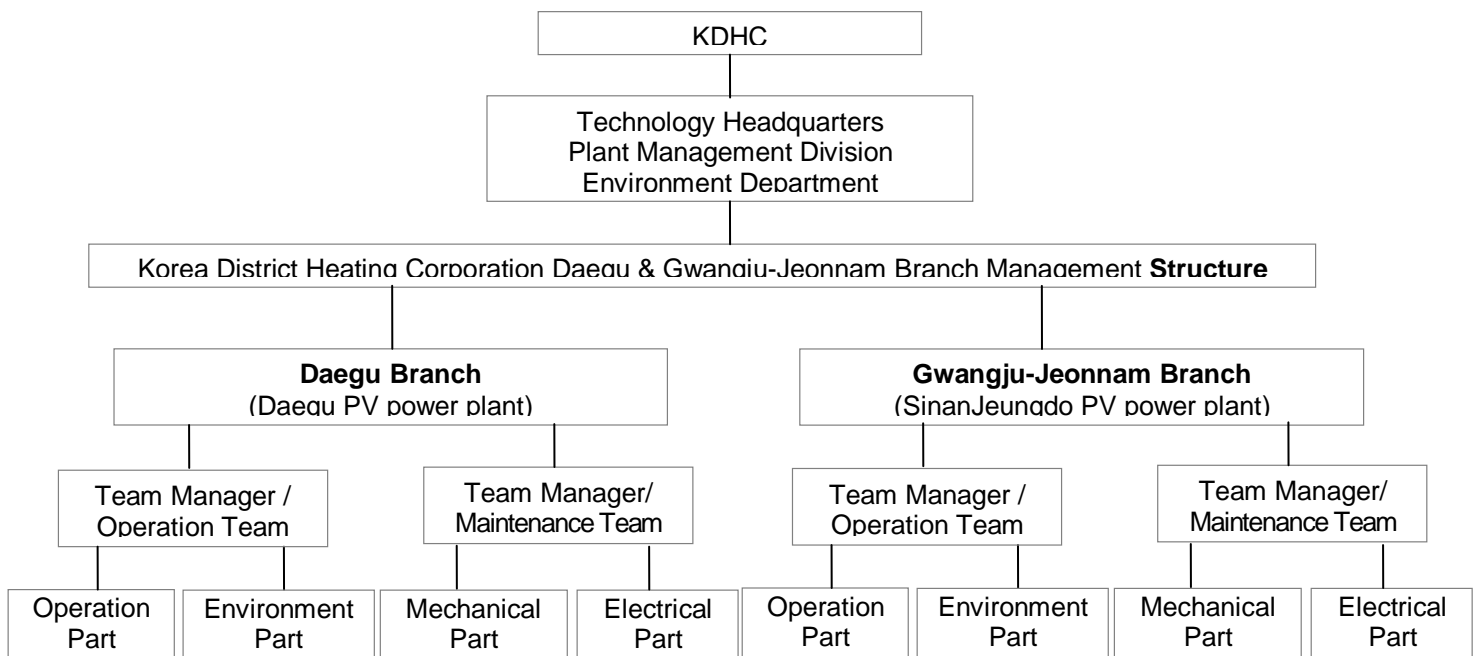 KDHC
Technology Headquarters
Plant Management Division
Environment Department
Korea District Heating Corporation Daegu & Gwangju-Jeonnam Branch Management Structure
Daegu Branch
(Daegu PV power plant)
Gwangju-Jeonnam Branch
(SinanJeungdo PV power plant)
Team Manager /
Operation Team
Team Manager/
Maintenance Team
Team Manager /
Operation Team
Team Manager/
Maintenance Team
Operation
Part
Environment
Part
Mechanical
Part
Electrical
Part
Operation
Part
Environment
Part
Mechanical
Part
Electrical
Part